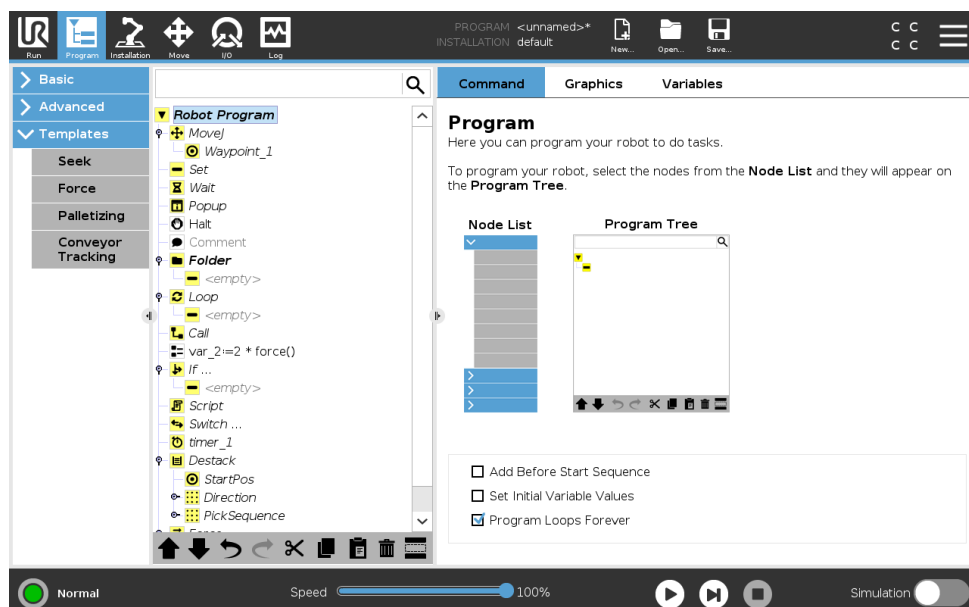 UR
PROGRAM <unnamed>*
INSTALLATION default
C C
C C
Run
Program
Installation
Move
I/O
Log
New...
Open...
Save...
Basic
Advanced
Templates
Seek
Force
Palletizing
Conveyor
Tracking
Robot Program
MoveJ
Waypoint_1
Set
Wait
Popup
Halt
Comment
Folder
<empty>
Loop
<empty>
Call
var_2:=2 * force()
If ...
<empty>
Script
Switch ...
timer_1
Destack
StartPos
Direction
PickSequence
Command
Graphics
Variables
Program
Here you can program your robot to do tasks.
To program your robot, select the nodes from the Node List and they will appear on
the Program Tree.
Node List
Program Tree
Add Before Start Sequence
Set Initial Variable Values
Program Loops Forever
Normal
Speed
100%
Simulation